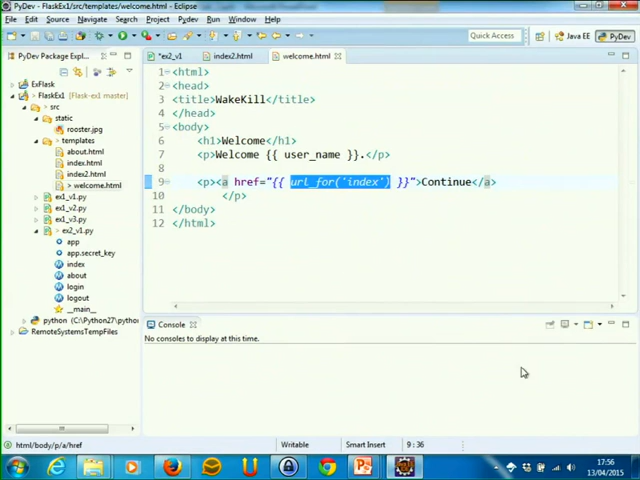 PyDev - FlaskEx1/src/templates/welcome.html - Eclipse
File Edit Source Navigate Search Project PyDev Run Window Help
Quick Access
Java EE
PyDev
PyDev Package Expl...
*ex2_v1
index2.html
welcome.html
ExFlask
FlaskEx1 (Flask-ex1 master)
src
static
rooster.jpg
templates
about.html
index.html
index2.html
> welcome.html
ex1_v1.py
ex1_v2.py
ex1_v3.py
ex2_v1.py
app
app.secret_key
index
about
login
logout
__main__
python (C:\Python27\pytho
RemoteSystemsTempFiles
1 <html>
2 <head>
3 <title>WakeKill</title>
4 </head>
5 <body>
6 <h1>Welcome</h1>
7 <p>Welcome {{ user_name }}.</p>
8
9 <p><a href="{{ url_for('index') }}">Continue</a>
10 </p>
11 </body>
12 </html>
Console
No consoles to display at this time.
html/body/p/a/href
Writable
Smart Insert
9 : 36
17:56
13/04/2015